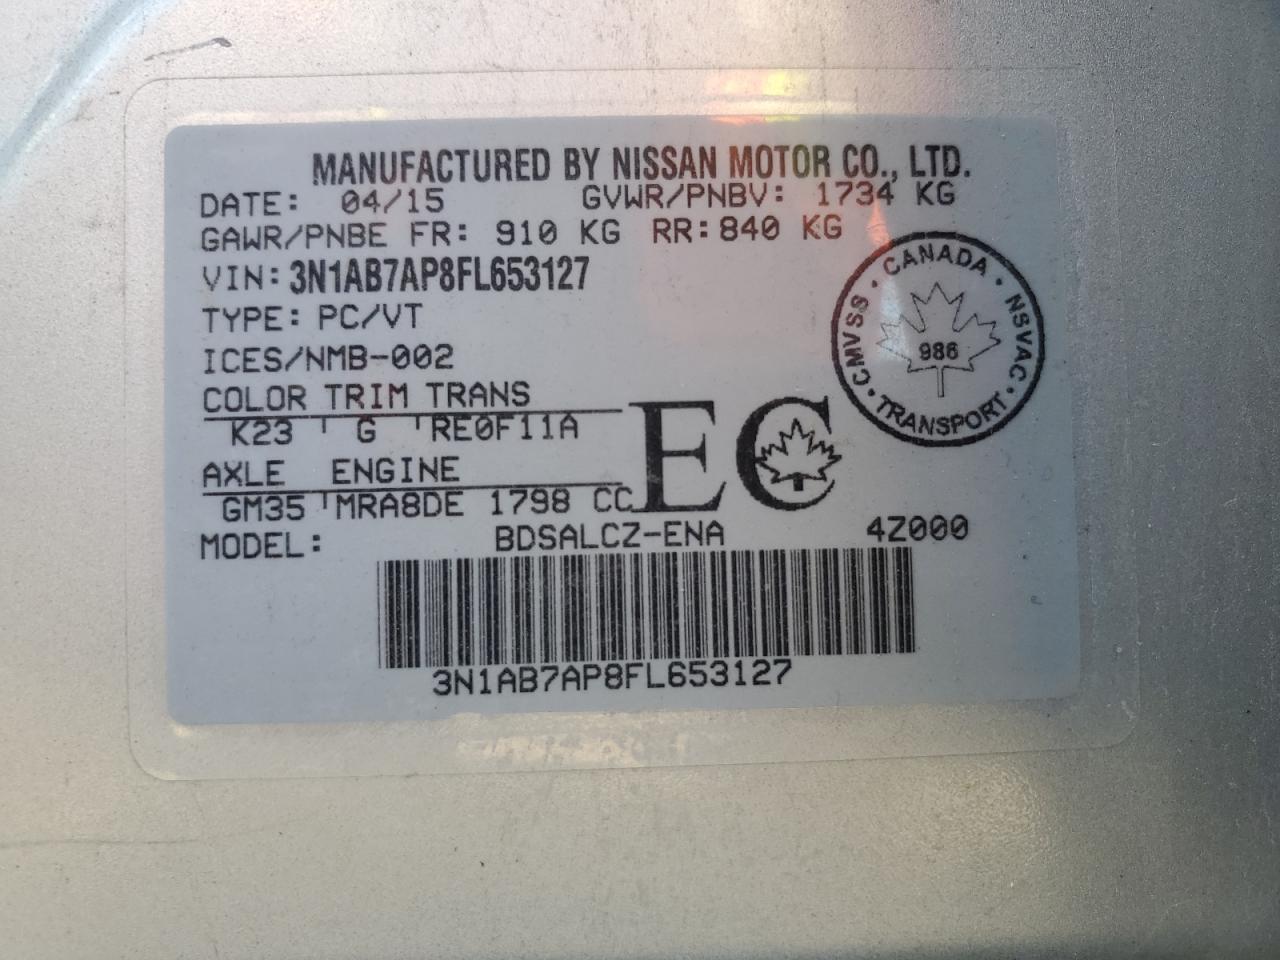 MANUFACTURED BY NISSAN MOTOR CO., LTD.
DATE: 04/15 GVWR/PNBV: 1734 KG
GAWR/PNBE FR: 910 KG RR: 840 KG
VIN: 3N1AB7AP8FL653127
TYPE: PC/VT
ICES/NMB-002
COLOR TRIM TRANS
K23 G RE0F11A
AXLE ENGINE
GM35 MRA8DE 1798 CC
EC
MODEL: BDSALCZ-ENA 4Z000
3N1AB7AP8FL653127
CANADA · NSVAC · TRANSPORT · CMVSS ·
986